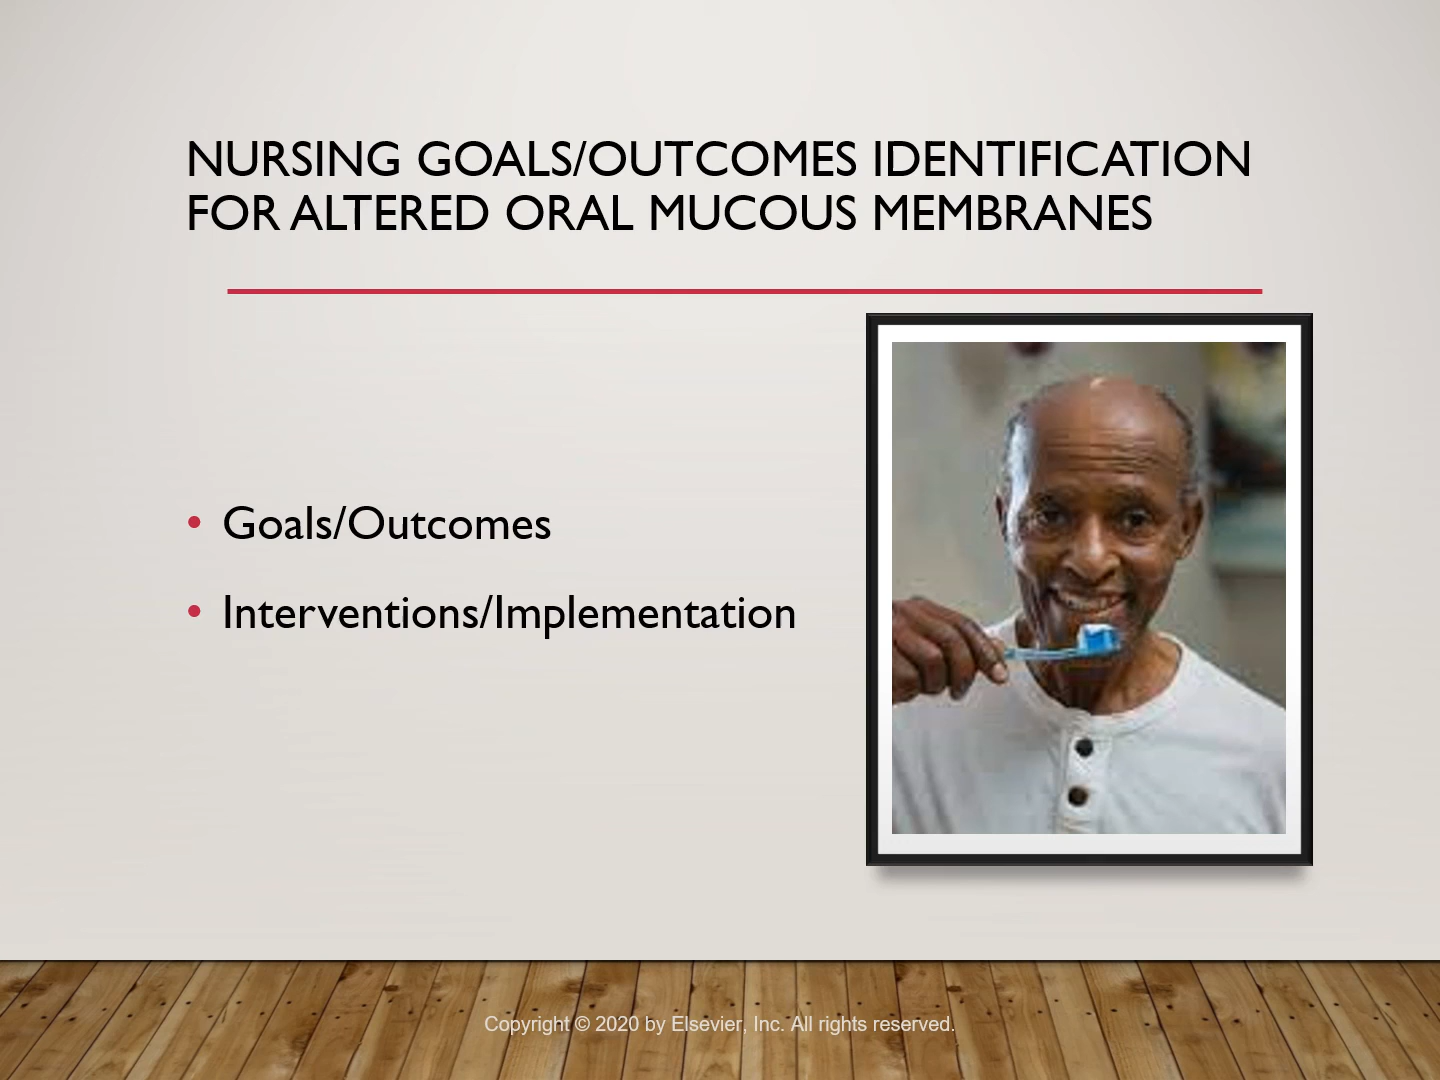 NURSING GOALS/OUTCOMES IDENTIFICATION
FOR ALTERED ORAL MUCOUS MEMBRANES
• Goals/Outcomes
• Interventions/Implementation
Copyright © 2020 by Elsevier, Inc. All rights reserved.